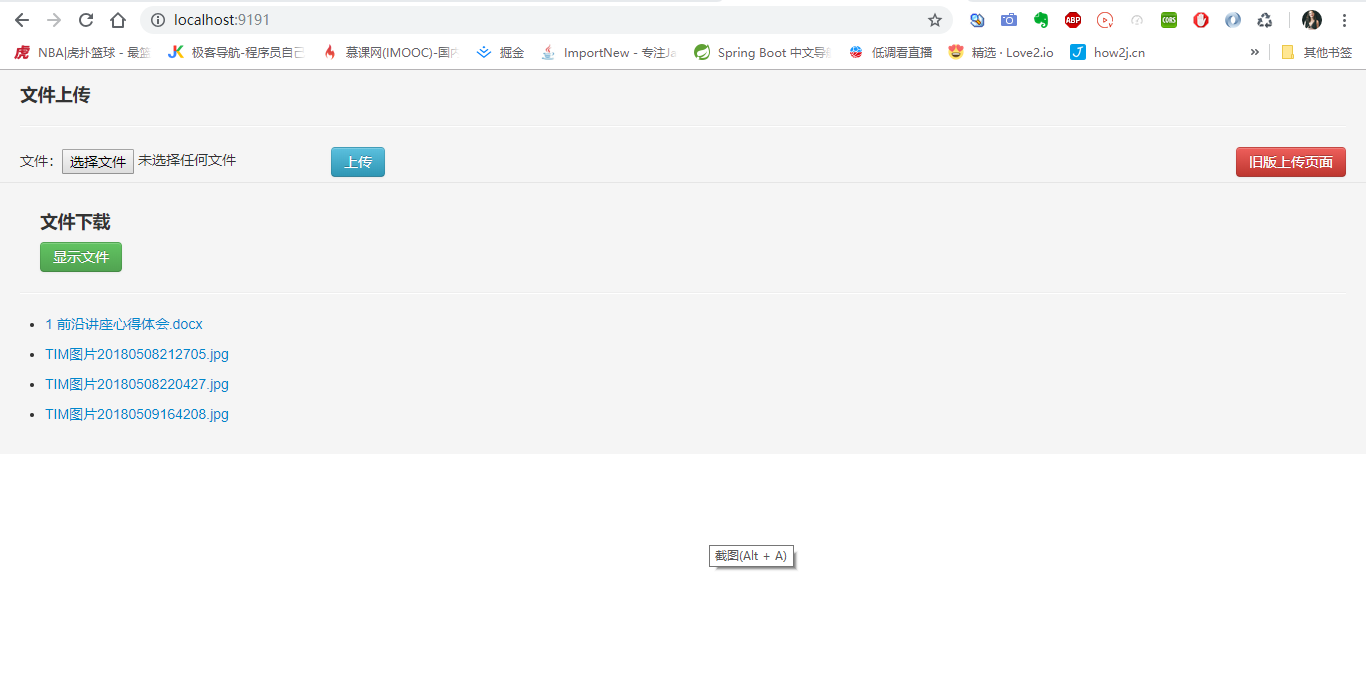 localhost:9191
ABP
CORS
虎 NBA|虎扑篮球 - 最篮 JK 极客导航-程序员自己 慕课网(IMOOC)-国内 掘金 ImportNew - 专注Ja Spring Boot 中文导航 低调看直播 精选 · Love2.io J how2j.cn » 其他书签
文件上传
文件: 选择文件 未选择任何文件 上传 旧版上传页面
文件下载
显示文件
1 前沿讲座心得体会.docx
TIM图片20180508212705.jpg
TIM图片20180508220427.jpg
TIM图片20180509164208.jpg
截图(Alt + A)